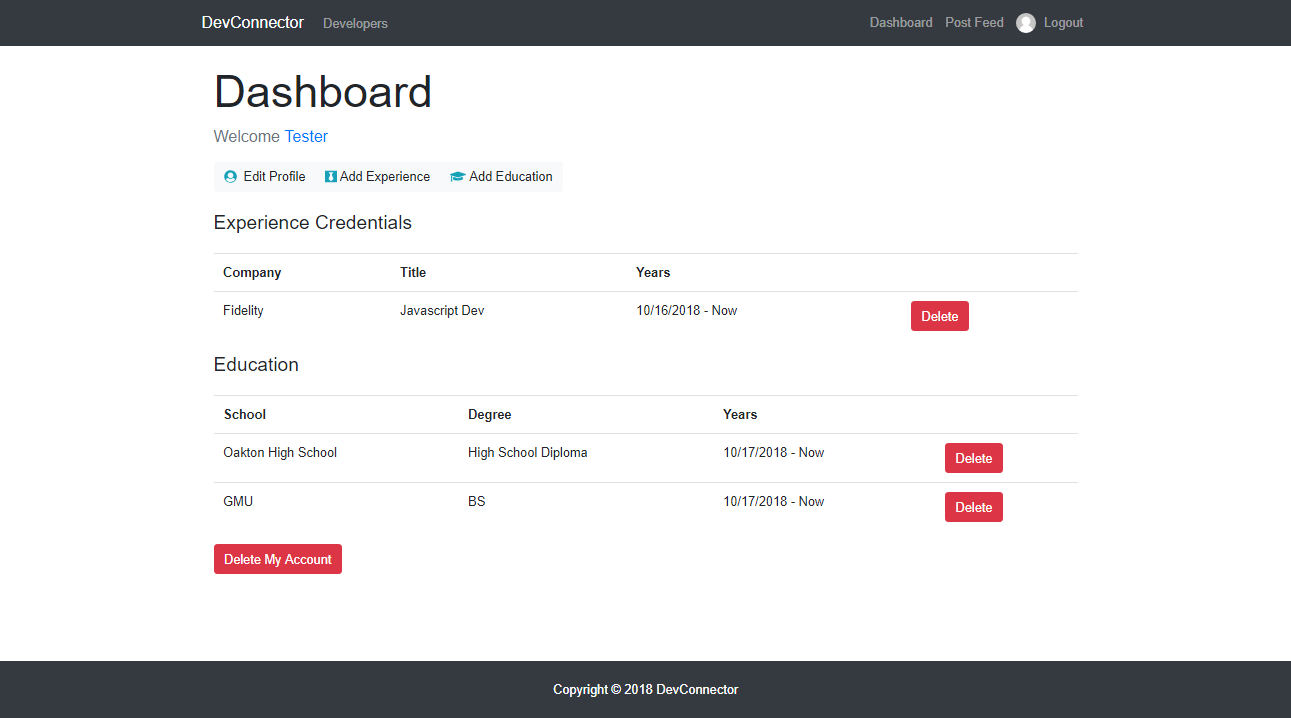 DevConnector Developers Dashboard Post Feed Logout
Dashboard
Welcome Tester
Edit Profile Add Experience Add Education
Experience Credentials
Company Title Years
Fidelity Javascript Dev 10/16/2018 - Now Delete
Education
School Degree Years
Oakton High School High School Diploma 10/17/2018 - Now Delete
GMU BS 10/17/2018 - Now Delete
Delete My Account
Copyright © 2018 DevConnector